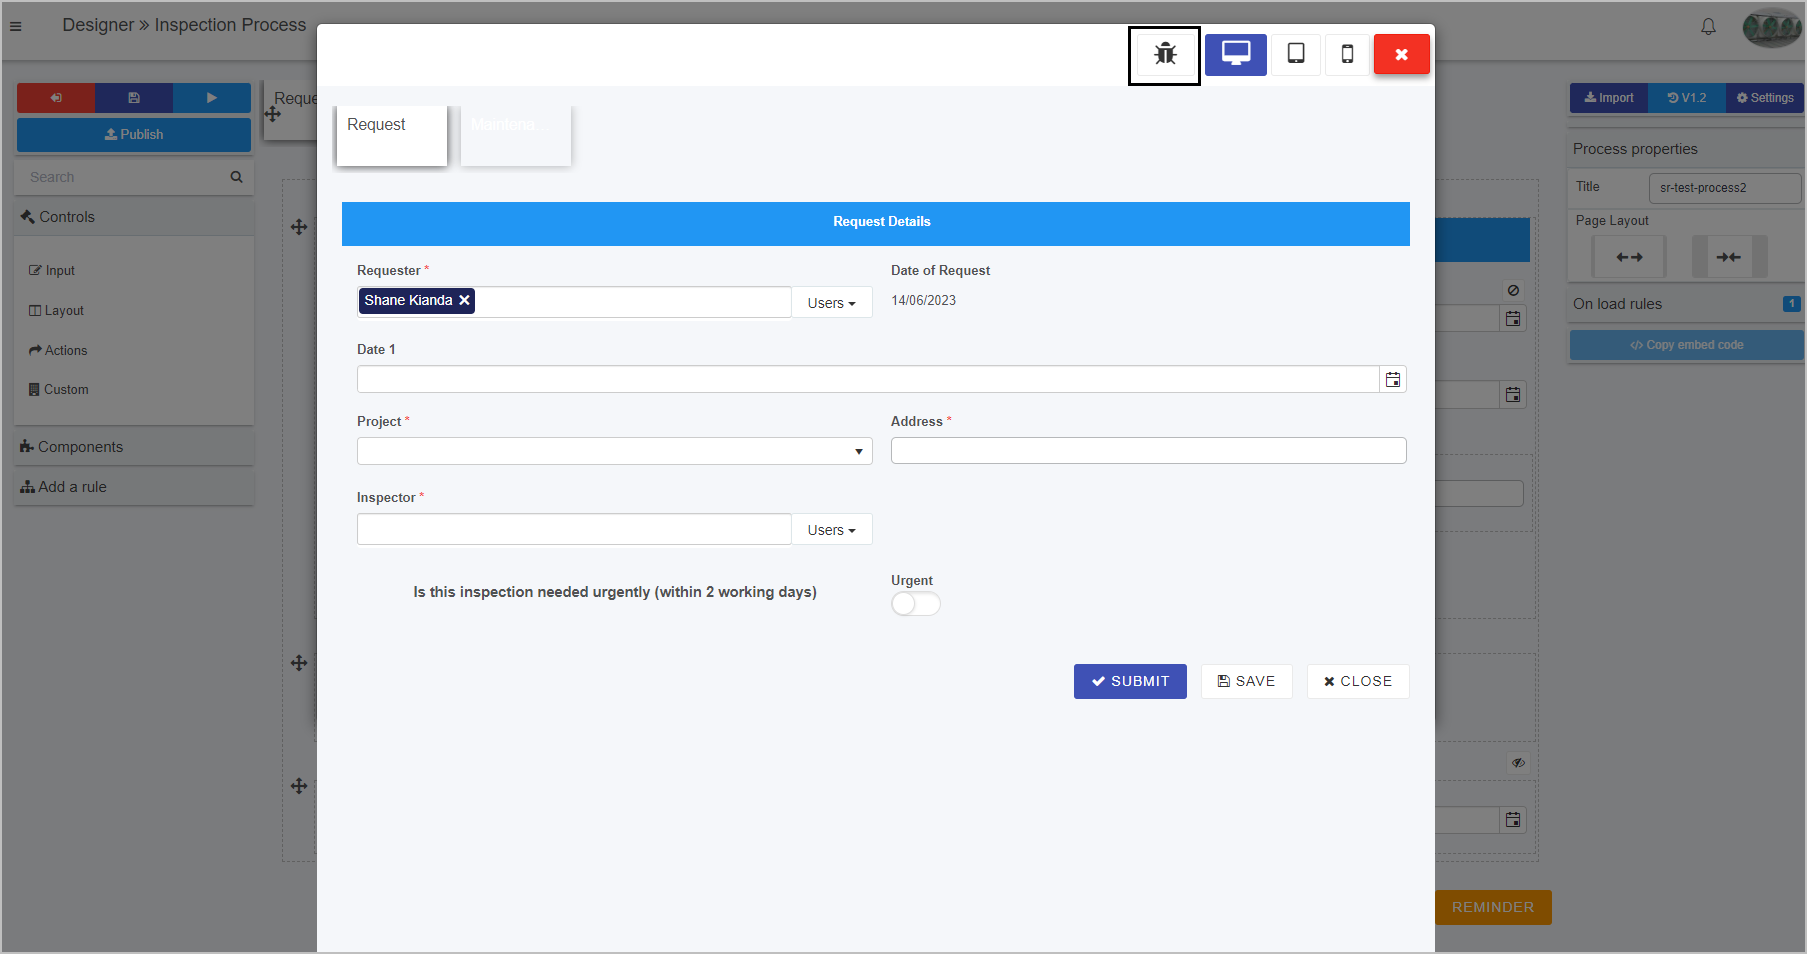 Designer » Inspection Process
Reque
Import
V1.2
Settings
Publish
Request
Process properties
Search
Title
sr-test-process2
Controls
Page Layout
Request Details
Input
Requester *
Date of Request
Shane Kianda
Users
14/06/2023
On load rules
1
Layout
Copy embed code
Actions
Date 1
Custom
Project *
Address *
Components
Add a rule
Inspector *
Users
Is this inspection needed urgently (within 2 working days)
Urgent
SUBMIT
SAVE
CLOSE
REMINDER